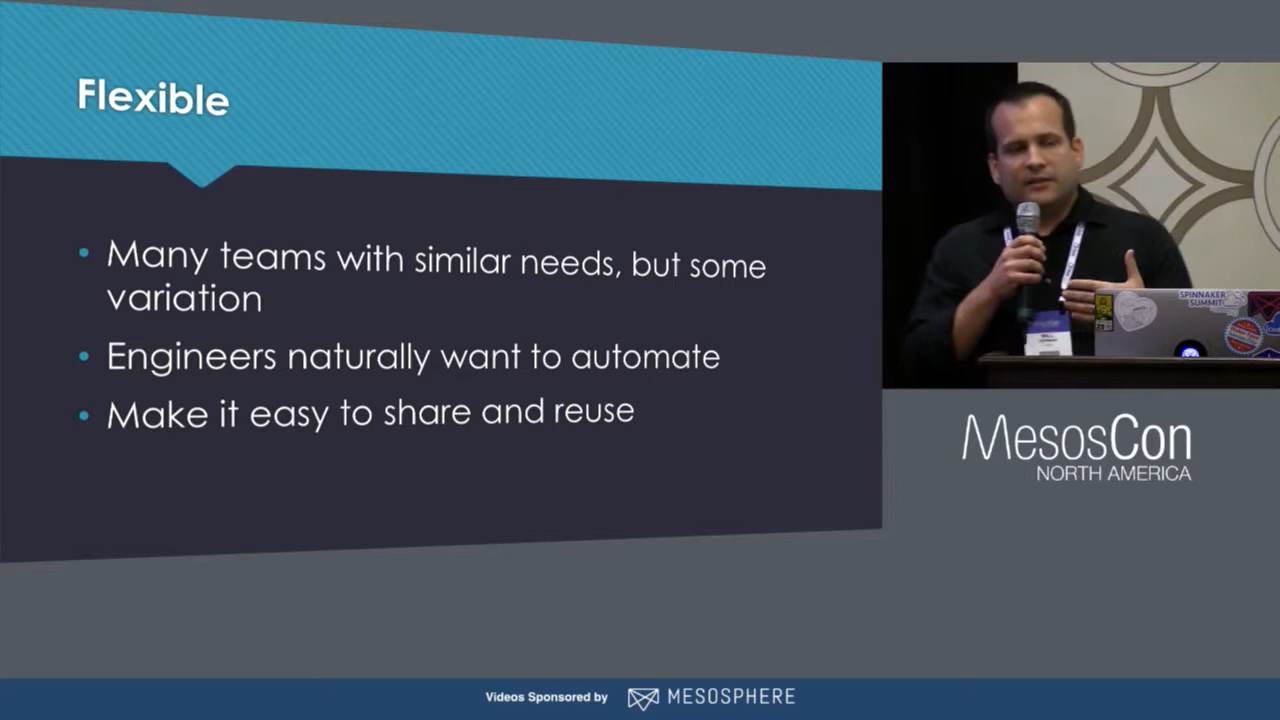 Flexible
Many teams with similar needs, but some
variation
Engineers naturally want to automate
Make it easy to share and reuse
SPINNAKER
SUMMIT
MesosCon
NORTH AMERICA
Videos Sponsored by MESOSPHERE